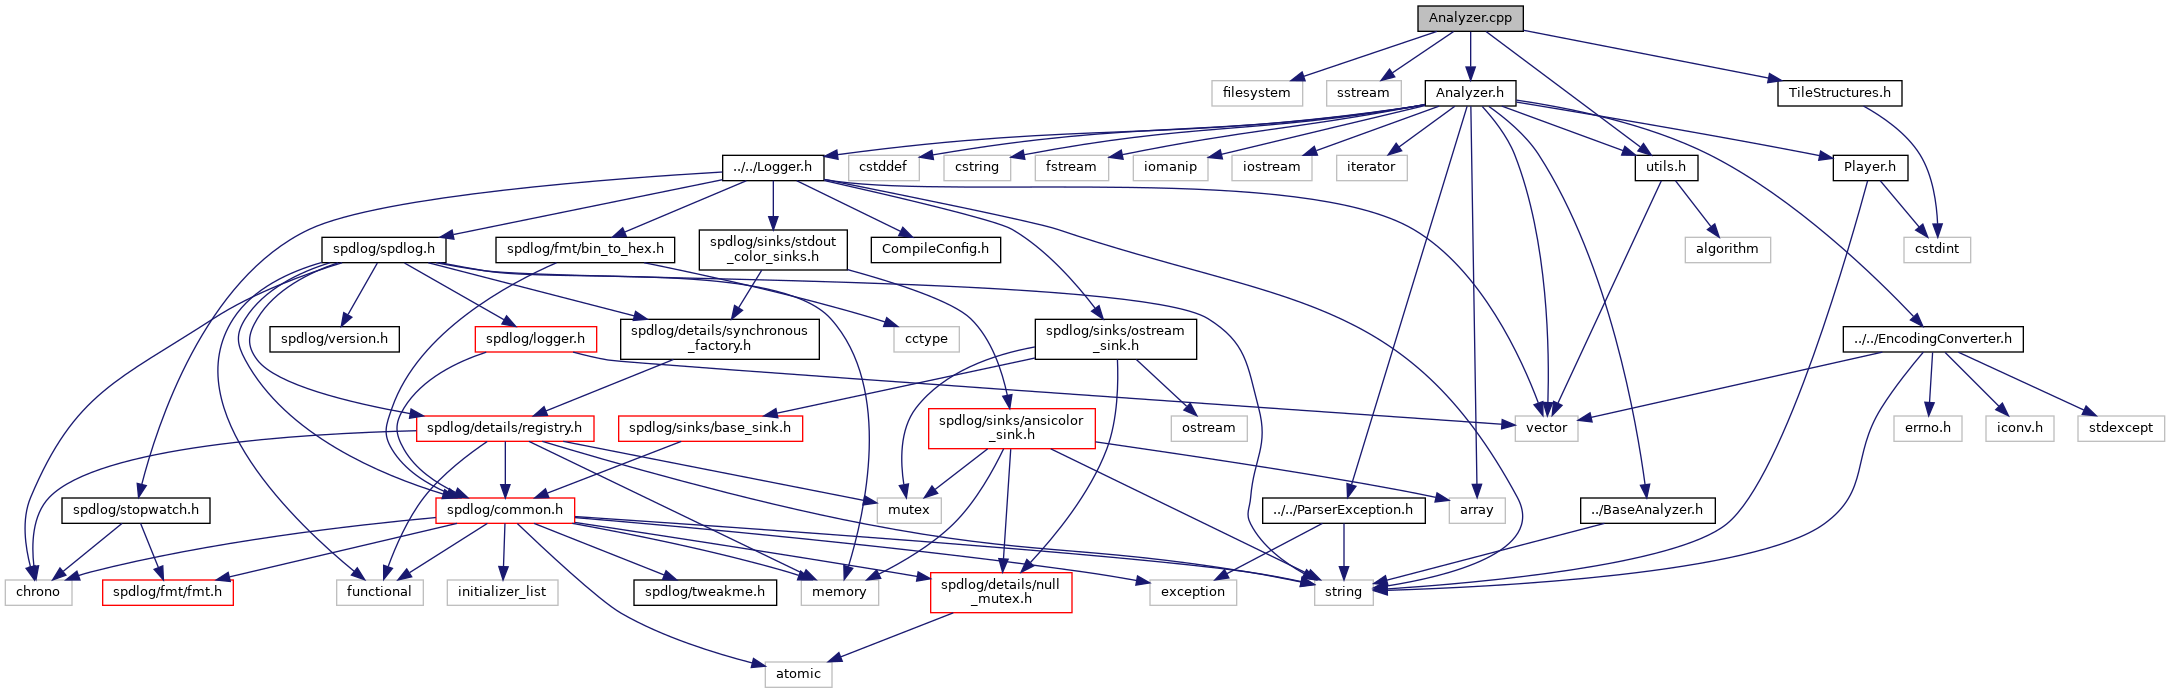 Analyzer.cpp
filesystem
sstream
Analyzer.h
TileStructures.h
../../Logger.h
cstddef
cstring
fstream
iomanip
iostream
iterator
utils.h
Player.h
spdlog/spdlog.h
spdlog/fmt/bin_to_hex.h
spdlog/sinks/stdout
_color_sinks.h
CompileConfig.h
algorithm
cstdint
spdlog/version.h
spdlog/logger.h
spdlog/details/synchronous
_factory.h
cctype
spdlog/sinks/ostream
_sink.h
../../EncodingConverter.h
spdlog/details/registry.h
spdlog/sinks/base_sink.h
spdlog/sinks/ansicolor
_sink.h
ostream
vector
errno.h
iconv.h
stdexcept
spdlog/stopwatch.h
spdlog/common.h
mutex
../../ParserException.h
array
../BaseAnalyzer.h
chrono
spdlog/fmt/fmt.h
functional
initializer_list
spdlog/tweakme.h
memory
spdlog/details/null
_mutex.h
exception
string
atomic